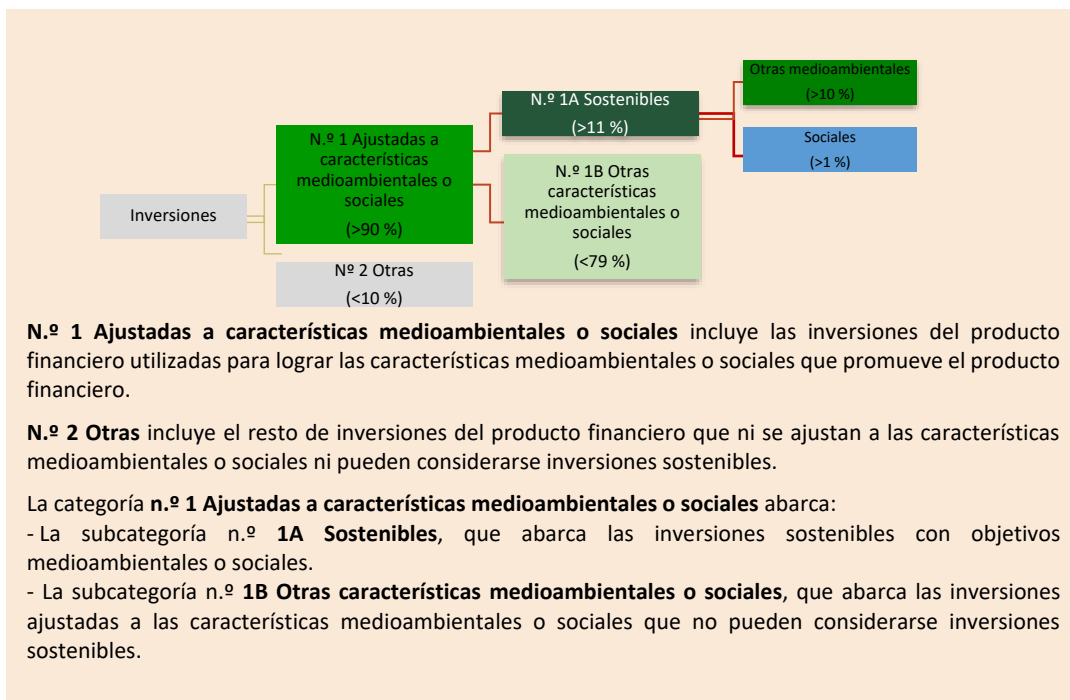 Otras medioambientales
(>10 %)
N.º 1A Sostenibles
(>11 %)
Sociales
(>1 %)
N.º 1 Ajustadas a
características
medioambientales o
sociales
(>90 %)
N.º 1B Otras
características
medioambientales o
sociales
(<79 %)
Inversiones
Nº 2 Otras
(<10 %)
N.º 1 Ajustadas a características medioambientales o sociales incluye las inversiones del producto
financiero utilizadas para lograr las características medioambientales o sociales que promueve el producto
financiero.
N.º 2 Otras incluye el resto de inversiones del producto financiero que ni se ajustan a las características
medioambientales o sociales ni pueden considerarse inversiones sostenibles.
La categoría n.º 1 Ajustadas a características medioambientales o sociales abarca:
- La subcategoría n.º 1A Sostenibles, que abarca las inversiones sostenibles con objetivos
medioambientales o sociales.
- La subcategoría n.º 1B Otras características medioambientales o sociales, que abarca las inversiones
ajustadas a las características medioambientales o sociales que no pueden considerarse inversiones
sostenibles.